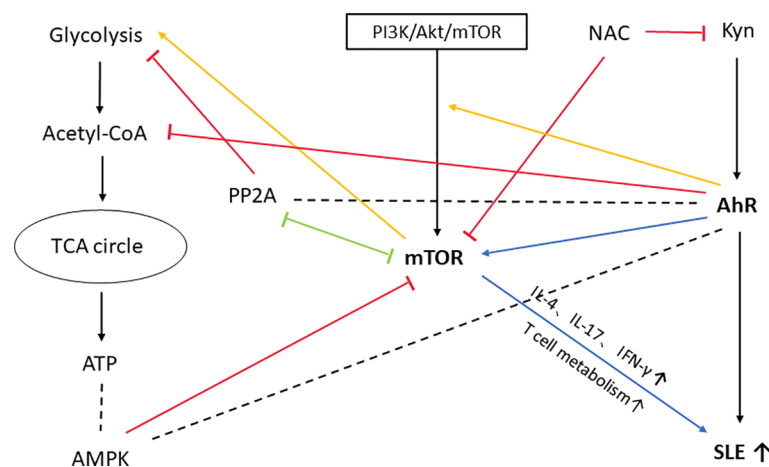 Glycolysis
PI3K/Akt/mTOR
NAC
Kyn
Acetyl-CoA
PP2A
AhR
TCA circle
mTOR
IL-4、IL-17、IFN-γ↑
T cell metabolism↑
ATP
AMPK
SLE ↑